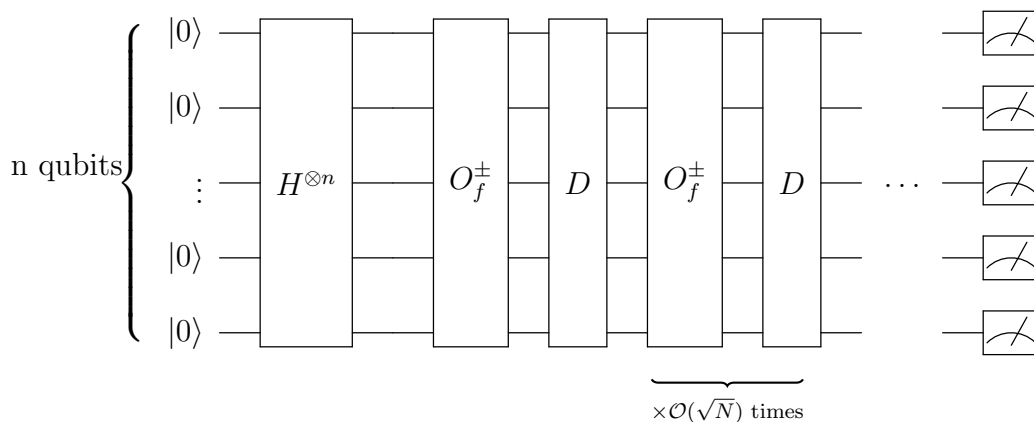 |0⟩
|0⟩
n qubits ⋮ H^{⊗n} O_f^± D O_f^± D ⋯
|0⟩
|0⟩
×𝒪(√N) times